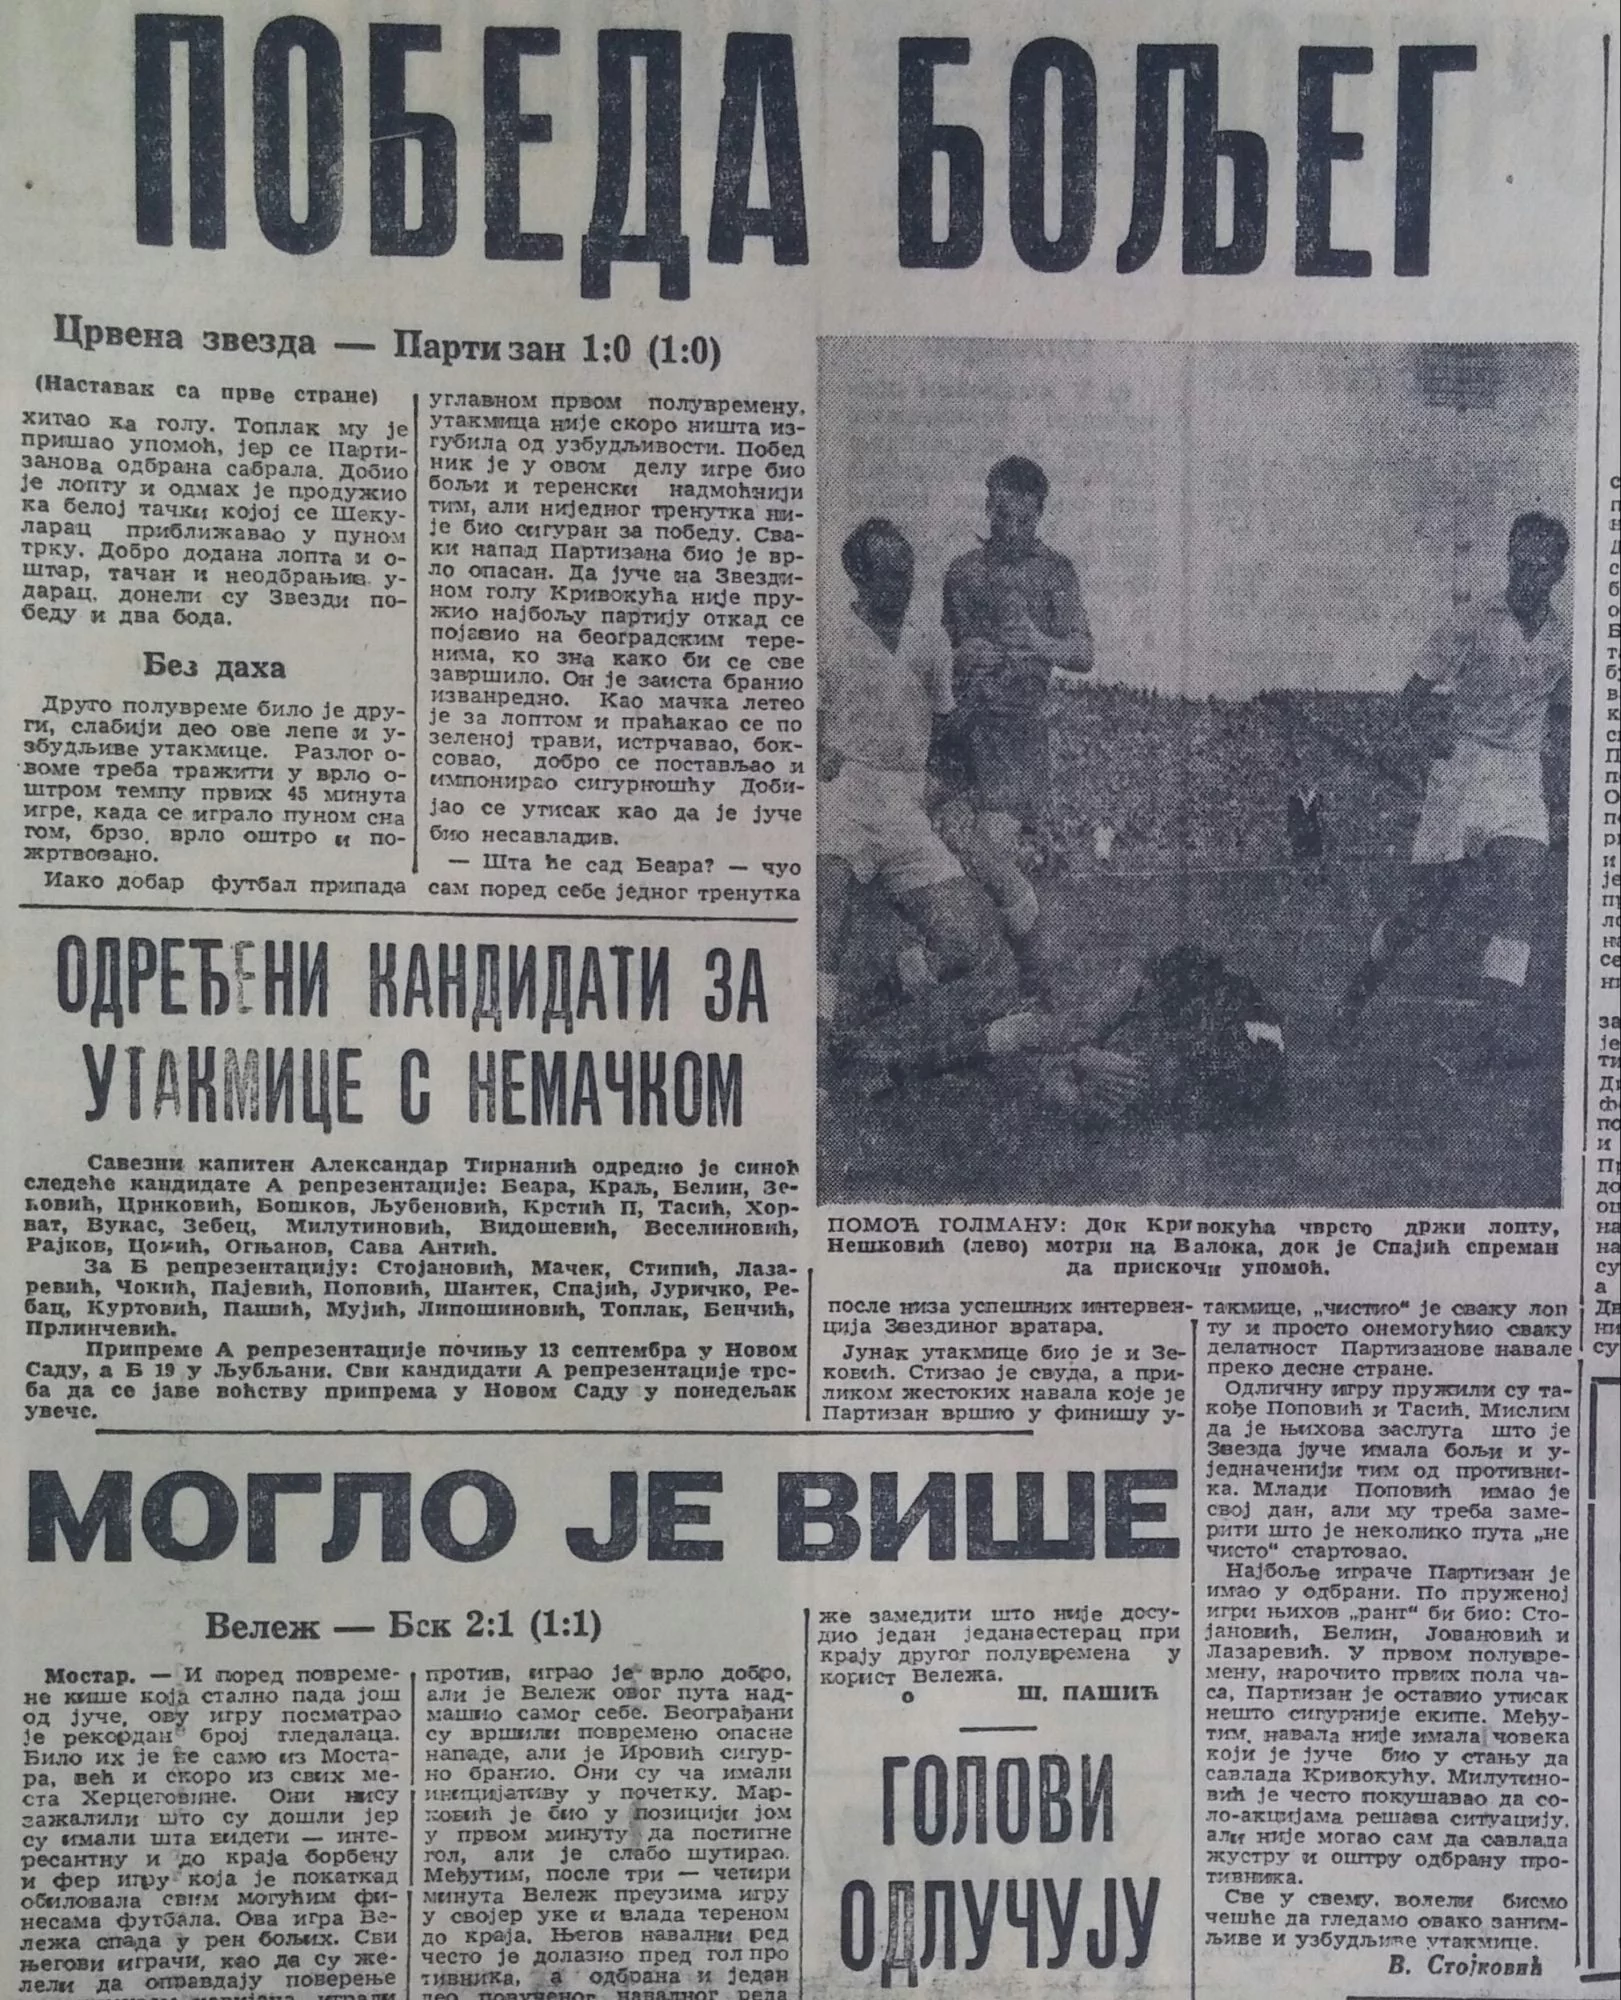 ПОБЕДА БОЉЕГ
Црвена звезда — Партизан 1:0 (1:0)
(Наставак са прве стране)
хитао ка голу. Топлак му је
пришао упомоћ, јер се Парти-
занова одбрана сабрала. Добио
је лопту и одмах је продужио
ка белој тачки којој се Шеку-
ларац приближавао у пуном
трку. Добро додана лопта и о-
штар, тачан и неодбрањив у-
дарац, донели су Звезди по-
беду и два бода.
Без даха
Друго полувреме било је дру-
ги, слабији део ове лепе и у-
збудљиве утакмице. Разлог о-
воме треба тражити у врло о-
штром темпу првих 45 минута
игре, када се играло пуном сна
гом, брзо, врло оштро и по-
жртвовано.
Иако добар футбал припада
углавном првом полувремену,
утакмица није скоро ништа из-
губила од узбудљивости. Побед
ник је у овом делу игре био
бољи и теренски надмоћнији
тим, али ниједног тренутка ни-
је био сигуран за победу. Сва-
ки напад Партизана био је вр-
ло опасан. Да јуче на Звезди-
ном голу Кривокућа није пру-
жио најбољу партију откад се
појавио на београдским тере-
нима, ко зна како би се све
завршило. Он је заиста бранио
изванредно. Као мачка летео
је за лоптом и праћакао се по
зеленој трави, истрчавао, бок-
совао, добро се постављао и
импонирао сигурношћу Доби-
јао се утисак као да је јуче
био несавладив.
— Шта ће сад Беара? — чуо
сам поред себе једног тренутка
ПОМОЋ ГОЛМАНУ: Док Кривокућа чврсто држи лопту,
Нешковић (лево) мотри на Валока, док је Спајић спреман
да прискочи упомоћ.
после низа успешних интервен-
ција Звездиног вратара.
Јунак утакмице био је и Зе-
ковић. Стизао је свуда, а при-
ликом жестоких навала које је
Партизан вршио у финишу у-
такмице, „чистио“ је сваку лоп
ту и просто онемогућио сваку
делатност Партизанове навале
преко десне стране.
Одличну игру пружили су та-
кође Поповић и Тасић. Мислим
да је њихова заслуга што је
Звезда јуче имала бољи и у-
једначенији тим од противни-
ка. Млади Поповић имао је
свој дан, али му треба заме-
рити што је неколико пута „не
чисто“ стартовао.
Најбоље играче Партизан је
имао у одбрани. По пруженој
игри њихов „ранг“ би био: Сто-
јановић, Белин, Јовановић и
Лазаревић. У првом полувре-
мену, нарочито првих пола ча-
са, Партизан је оставио утисак
нешто сигурније екипе. Међу-
тим, навала није имала човека
који је јуче био у стању да
савлада Кривокућу. Милутино-
вић је често покушавао да со-
ло-акцијама решава ситуацију,
али није могао сам да савлада
жустру и оштру одбрану про-
тивника.
Све у свему, волели бисмо
чешће да гледамо овако заним-
љиве и узбудљиве утакмице.
В. Стојковић
ОДРЕЂЕНИ КАНДИДАТИ ЗА
УТАКМИЦЕ С НЕМАЧКОМ
Савезни капитен Александар Тирнанић одредио је синоћ
следеће кандидате А репрезентације: Беара, Краљ, Белин, Зе-
ковић, Црнковић, Бошков, Љубеновић, Крстић П, Тасић, Хор-
ват, Вукас, Зебец, Милутиновић, Видошевић, Веселиновић,
Рајков, Цокић, Огњанов, Сава Антић.
За Б репрезентацију: Стојановић, Мачек, Стипић, Лаза-
ревић, Чокић, Пајевић, Поповић, Шантек, Спајић, Јуричко, Ре-
бац, Куртовић, Пашић, Мујић, Липошиновић, Топлак, Бенчић,
Прлинчевић.
Припреме А репрезентације почињу 13 септембра у Новом
Саду, а Б 19 у Љубљани. Сви кандидати А репрезентације тре-
ба да се јаве воћству припрема у Новом Саду у понедељак
увече.
МОГЛО ЈЕ ВИШЕ
Вележ — Бск 2:1 (1:1)
Мостар. — И поред повреме-
не кише која стално пада још
од јуче, ову игру посматрао
је рекордан број гледалаца.
Било их је не само из Моста-
ра, већ и скоро из свих ме-
ста Херцеговине. Они нису
зажалили што су дошли јер
су имали шта видети — инте-
ресантну и до краја борбену
и фер игру која је покаткад
обиловала свим могућим фи-
несама футбала. Ова игра Ве-
лежа спада у рен бољих. Сви
његови играчи, као да су же-
лели да оправдају поверење
играли
против, играо је врло добро,
али је Вележ овог пута над-
машио самог себе. Београђани
су вршили повремено опасне
нападе, али је Ировић сигур-
но бранио. Они су ча имали
иницијативу у почетку. Мар-
ковић је био у позицији јом
у првом минуту да постигне
гол, али је слабо шутирао.
Међутим, после три — четири
минута Вележ преузима игру
у својер уке и влада тереном
до краја. Његов навални ред
често је долазио пред гол про
тивника, а одбрана и један
део повученог навалног реда
же замедити што није досу-
дио један једанаестерац при
крају другог полувремена у
корист Вележа.
о Ш. ПАШИЋ
ГОЛОВИ
ОДЛУЧУЈУ